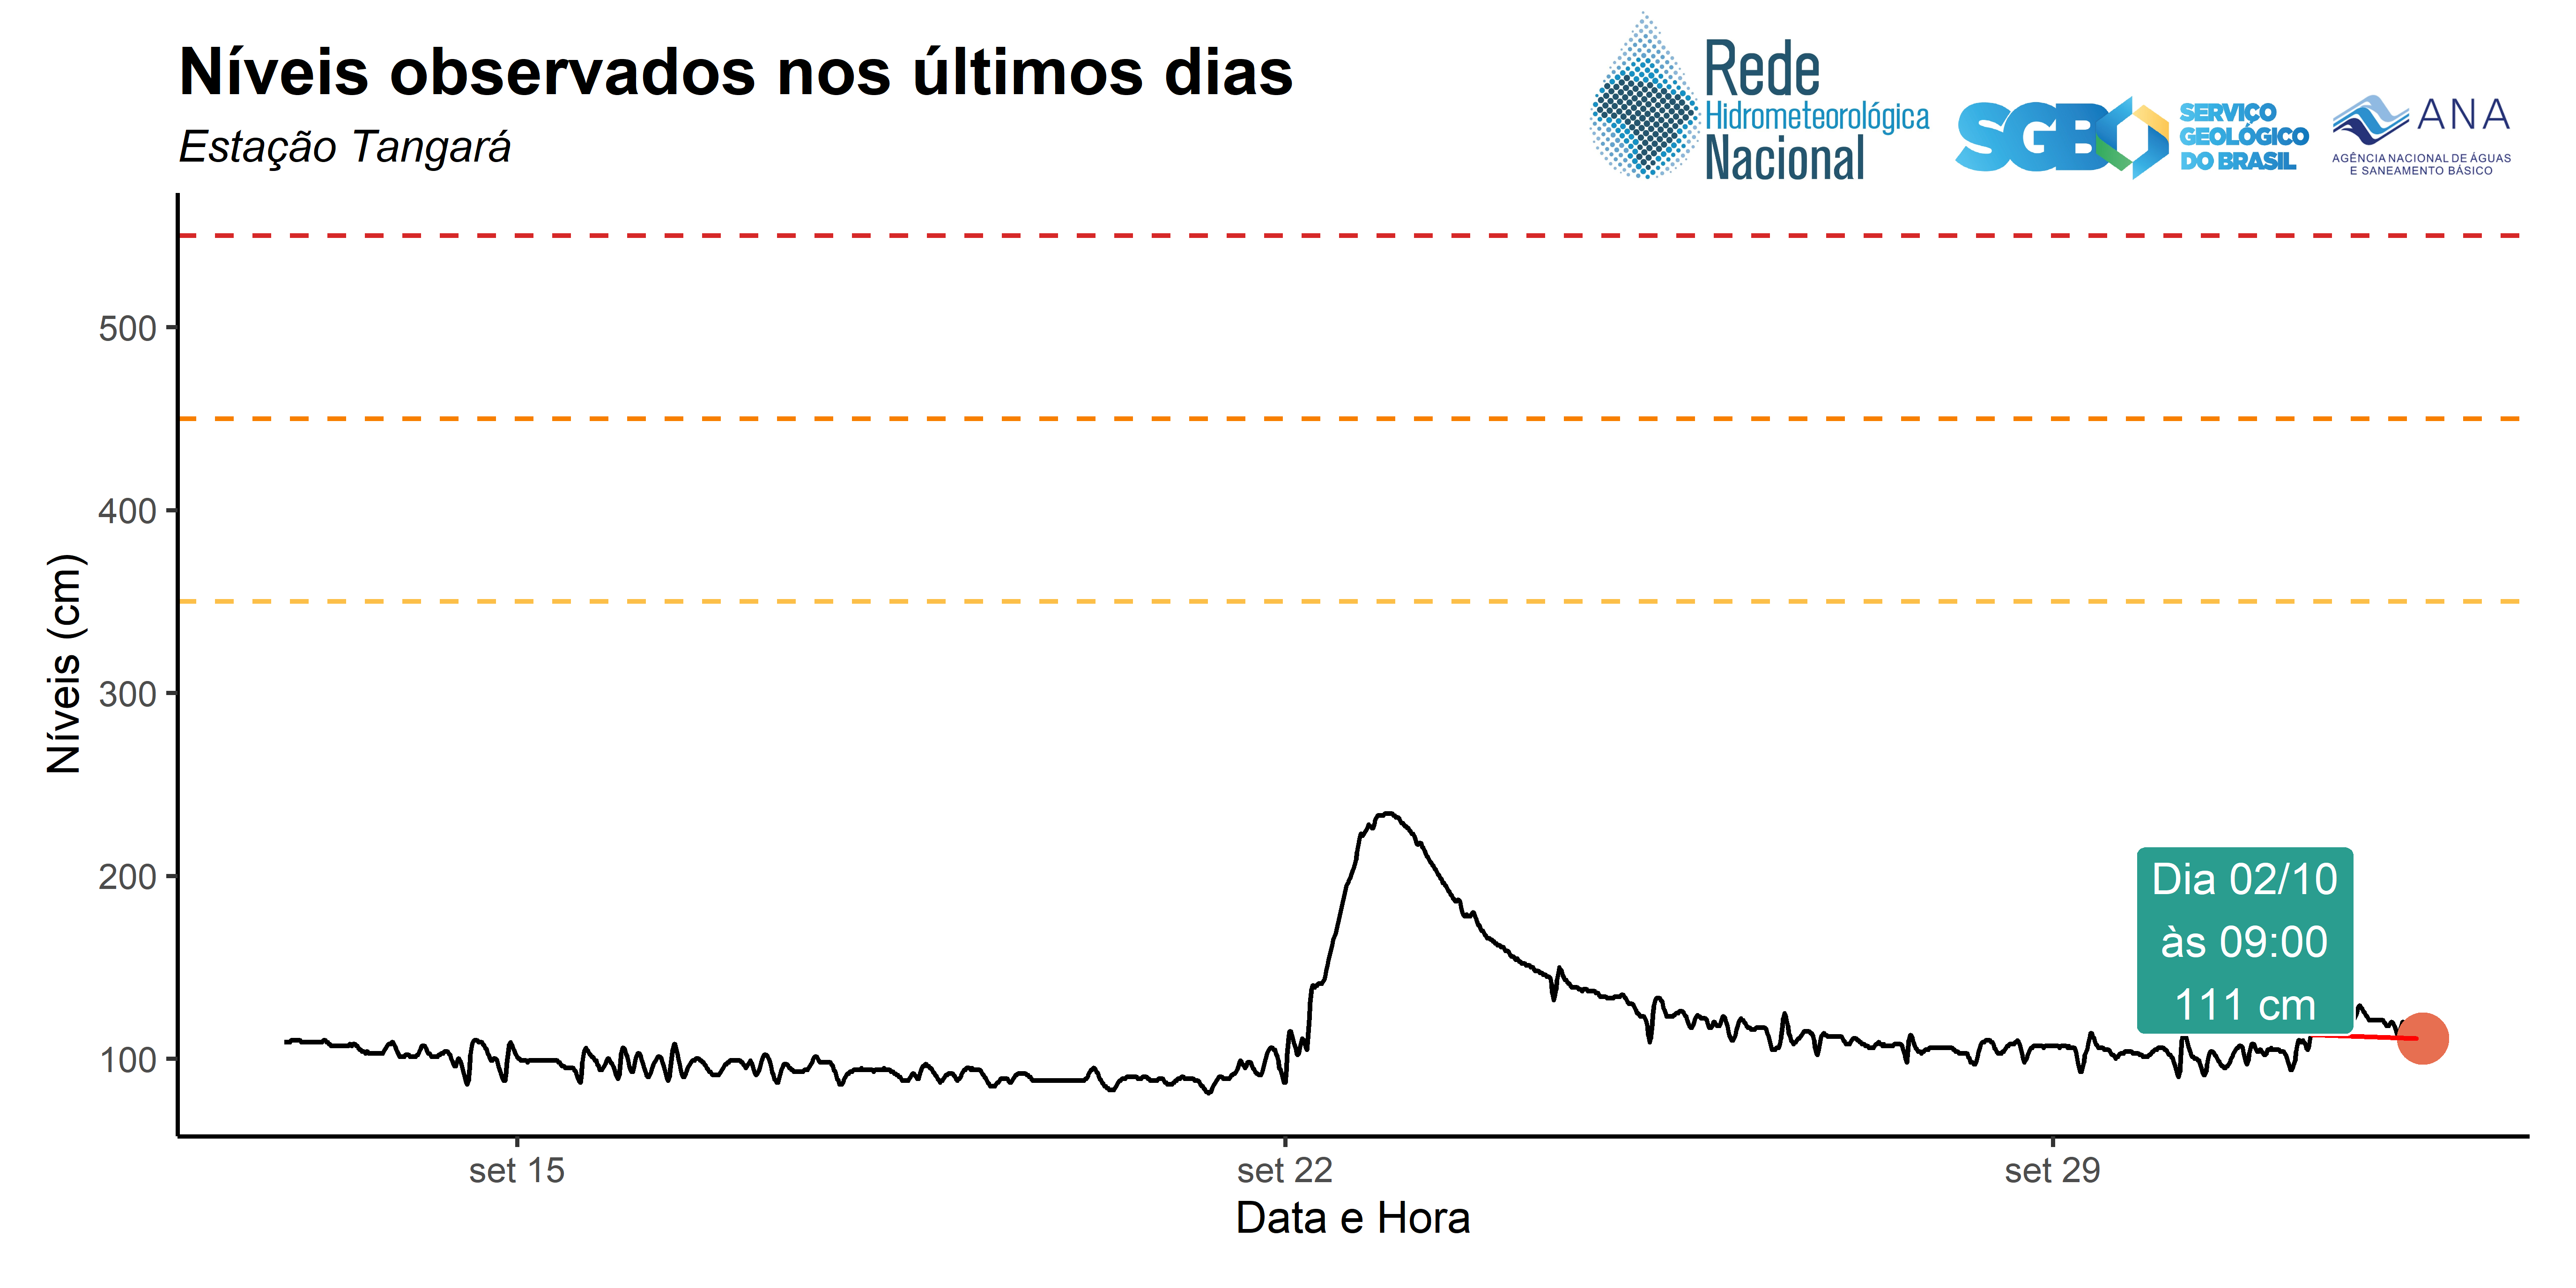 Níveis observados nos últimos dias
Estação Tangará
Rede
Hidrometeorológica
Nacional
SGB
SERVIÇO
GEOLÓGICO
DO BRASIL
ANA
AGÊNCIA NACIONAL DE ÁGUAS
E SANEAMENTO BÁSICO
Níveis (cm)
500
400
300
200
100
Dia 02/10
às 09:00
111 cm
set 15
set 22
set 29
Data e Hora